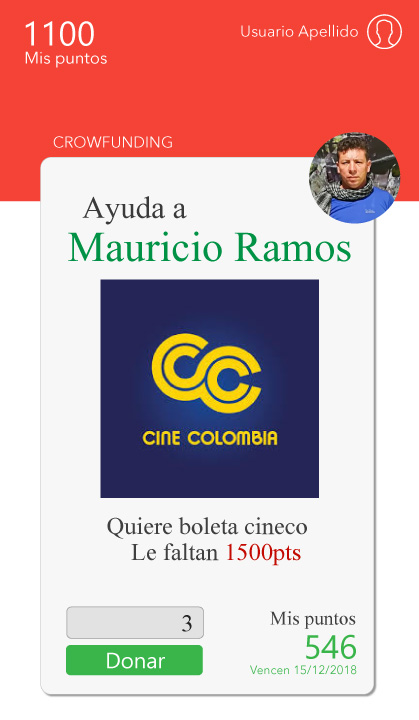 1100
Mis puntos
Usuario Apellido
CROWFUNDING
Ayuda a
Mauricio Ramos
CINE COLOMBIA
Quiere boleta cineco
Le faltan 1500pts
3
Donar
Mis puntos
546
Vencen 15/12/2018